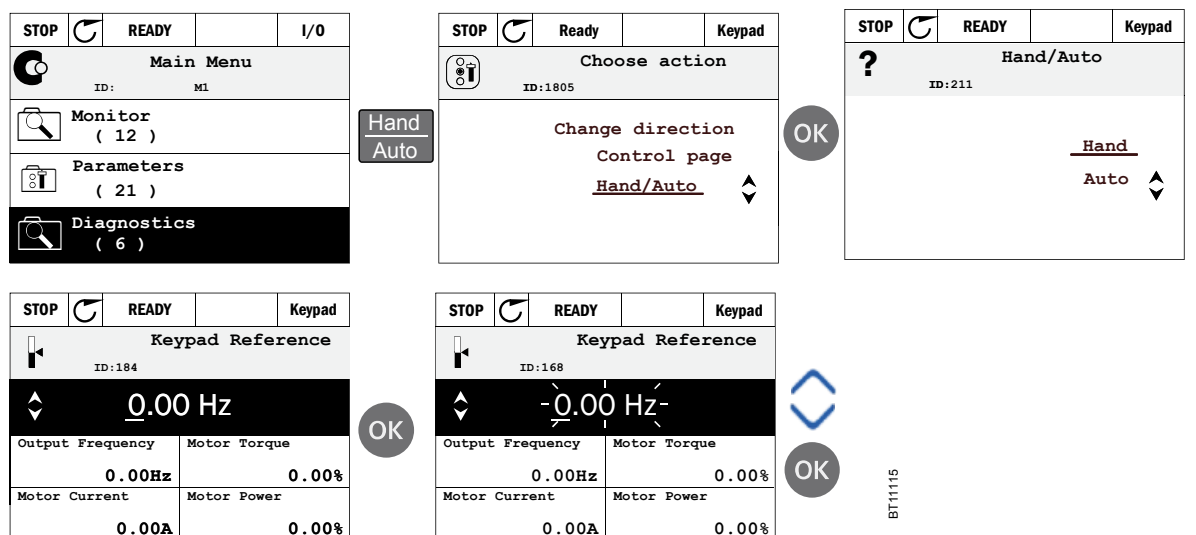 STOP READY I/O
Main Menu
ID: M1
Monitor
( 12 )
Parameters
( 21 )
Diagnostics
( 6 )
Hand
Auto
STOP Ready Keypad
Choose action
ID:1805
Change direction
Control page
Hand/Auto
OK
STOP READY Keypad
?
Hand/Auto
ID:211
Hand
Auto
STOP READY Keypad
Keypad Reference
ID:184
0.00 Hz
Output Frequency Motor Torque
0.00Hz 0.00%
Motor Current Motor Power
0.00A 0.00%
OK
STOP READY Keypad
Keypad Reference
ID:168
0.00 Hz
Output Frequency Motor Torque
0.00Hz 0.00%
Motor Current Motor Power
0.00A 0.00%
OK
BT11115